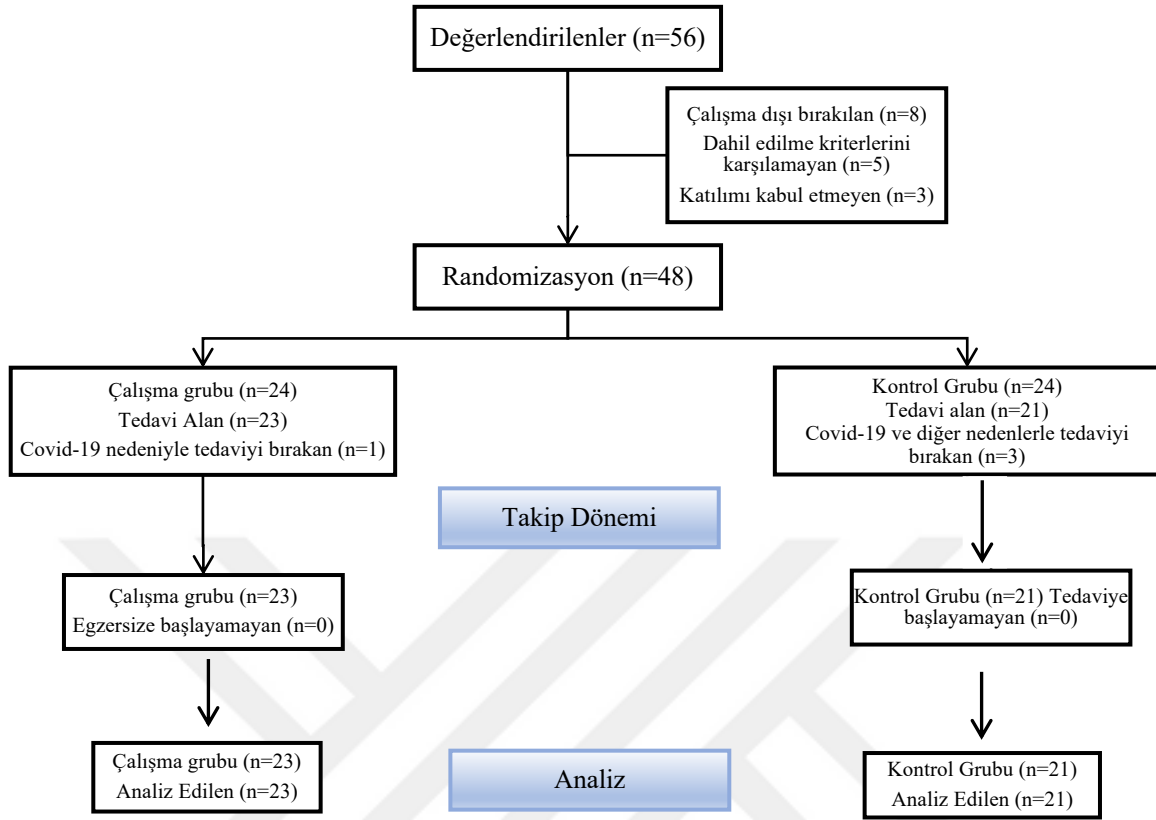 Değerlendirilenler (n=56)
Çalışma dışı bırakılan (n=8)
Dahil edilme kriterlerini
karşılamayan (n=5)
Katılımı kabul etmeyen (n=3)
Randomizasyon (n=48)
Çalışma grubu (n=24)
Tedavi Alan (n=23)
Covid-19 nedeniyle tedaviyi bırakan (n=1)
Kontrol Grubu (n=24)
Tedavi alan (n=21)
Covid-19 ve diğer nedenlerle tedaviyi
bırakan (n=3)
Takip Dönemi
Çalışma grubu (n=23)
Egzersize başlayamayan (n=0)
Kontrol Grubu (n=21) Tedaviye
başlayamayan (n=0)
Çalışma grubu (n=23)
Analiz Edilen (n=23)
Analiz
Kontrol Grubu (n=21)
Analiz Edilen (n=21)